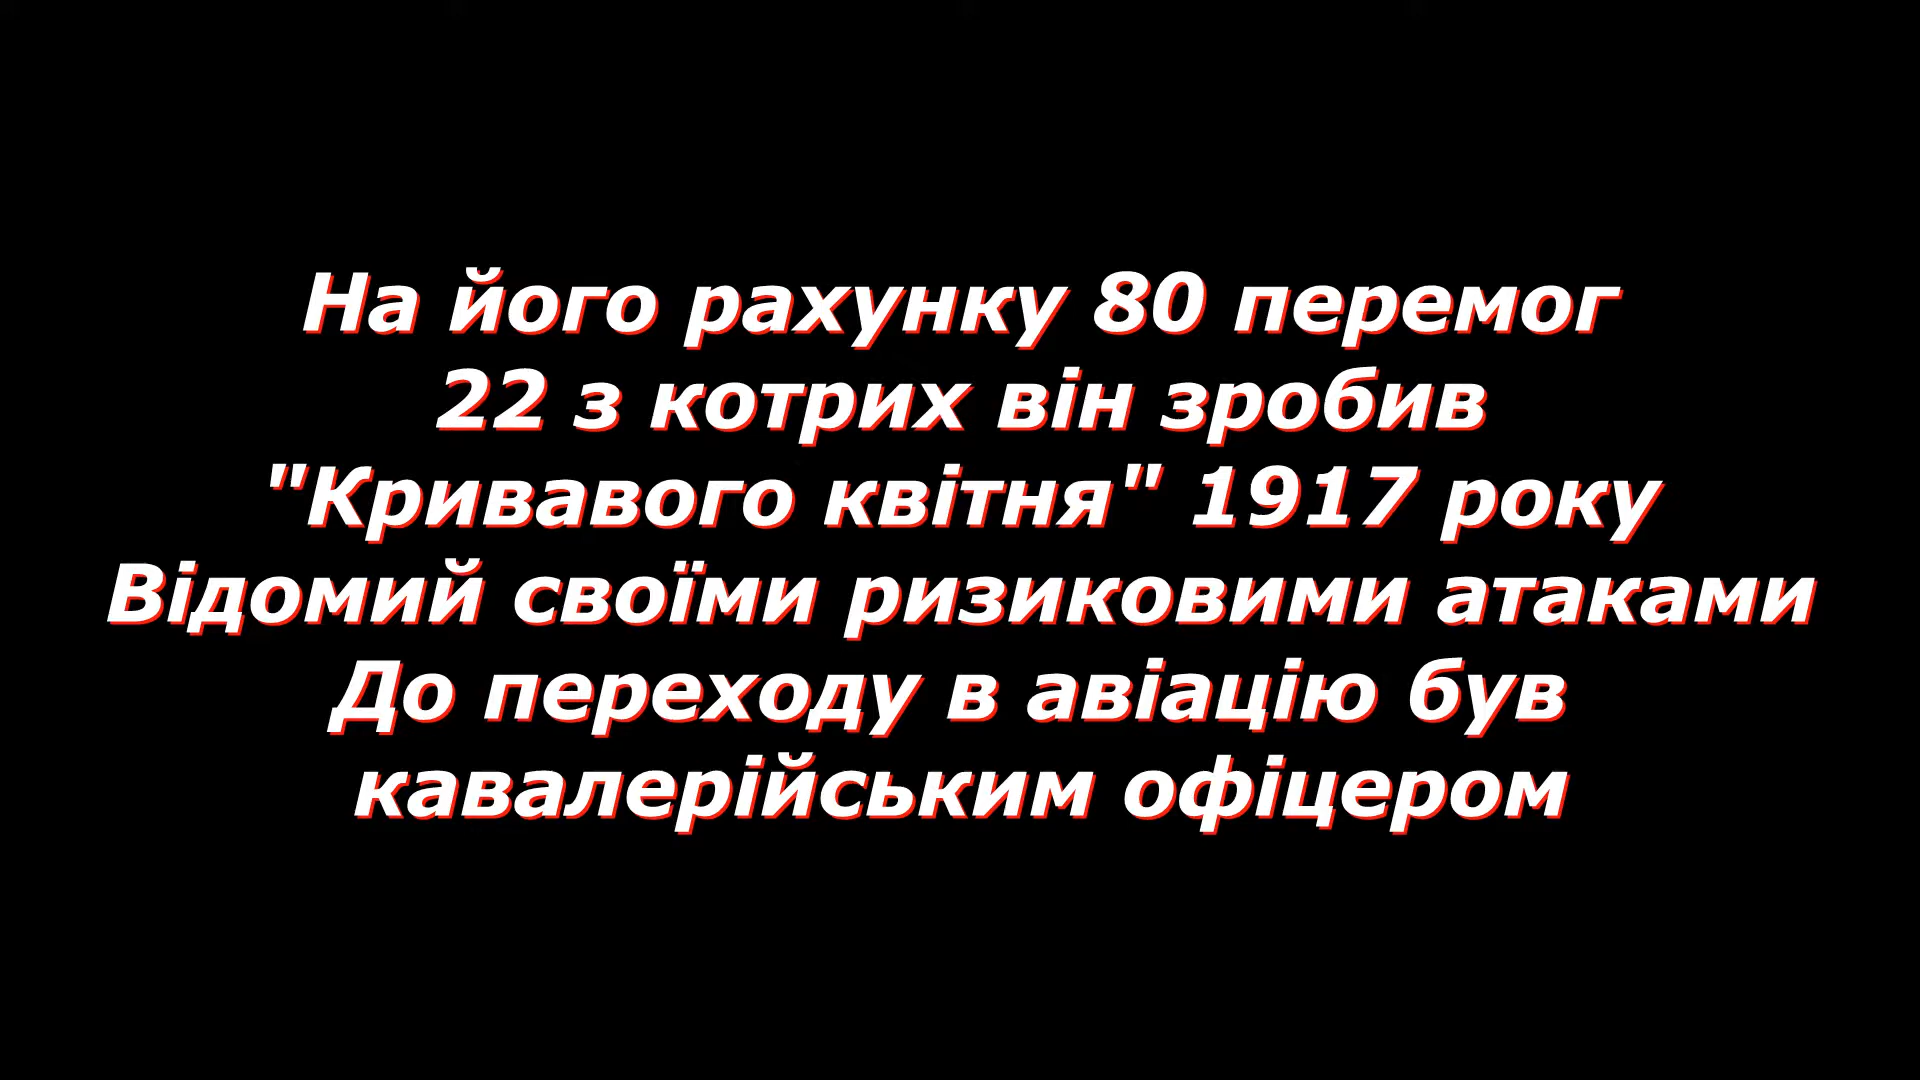 На його рахунку 80 перемог
22 з котрих він зробив
"Кривавого квітня" 1917 року
Відомий своїми ризиковими атаками
До переходу в авіацію був
кавалерійським офіцером